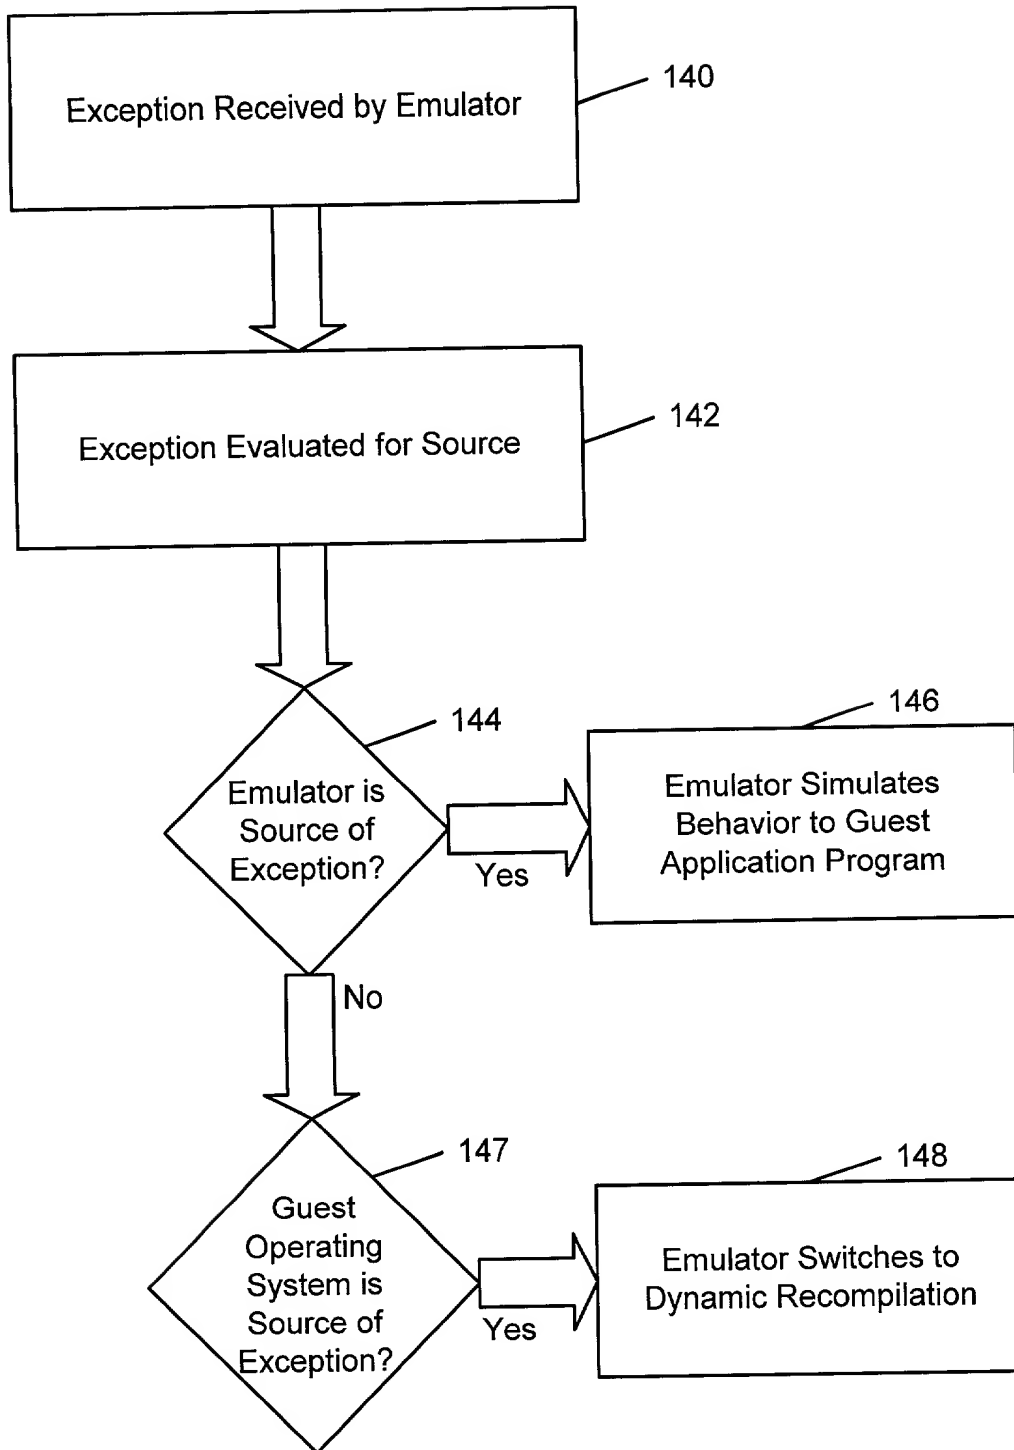 140
Exception Received by Emulator
142
Exception Evaluated for Source
144
Emulator is
Source of
Exception?
Yes
146
Emulator Simulates
Behavior to Guest
Application Program
No
147
Guest
Operating
System is
Source of
Exception?
Yes
148
Emulator Switches to
Dynamic Recompilation